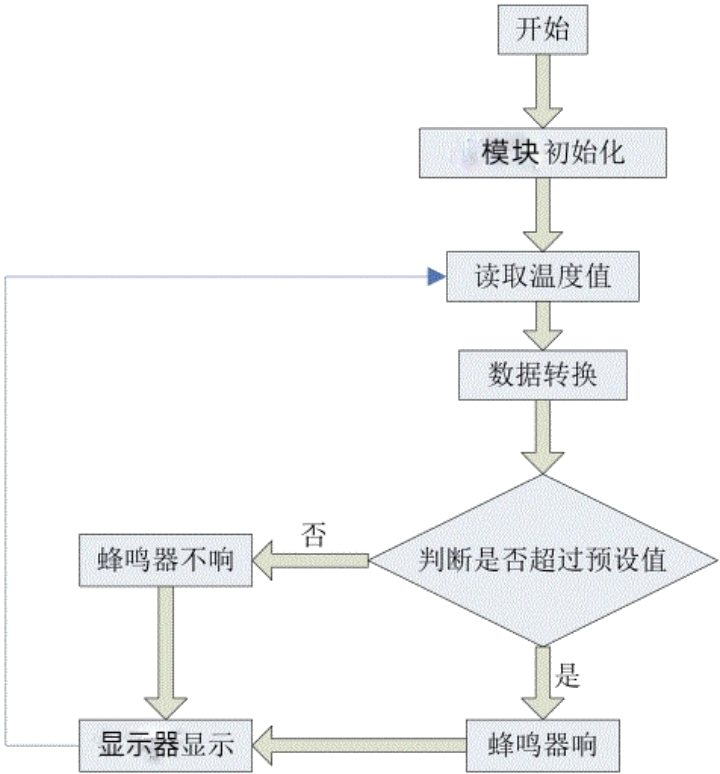 开始
模块初始化
读取温度值
数据转换
判断是否超过预设值
否
蜂鸣器不响
是
蜂鸣器响
显示器显示